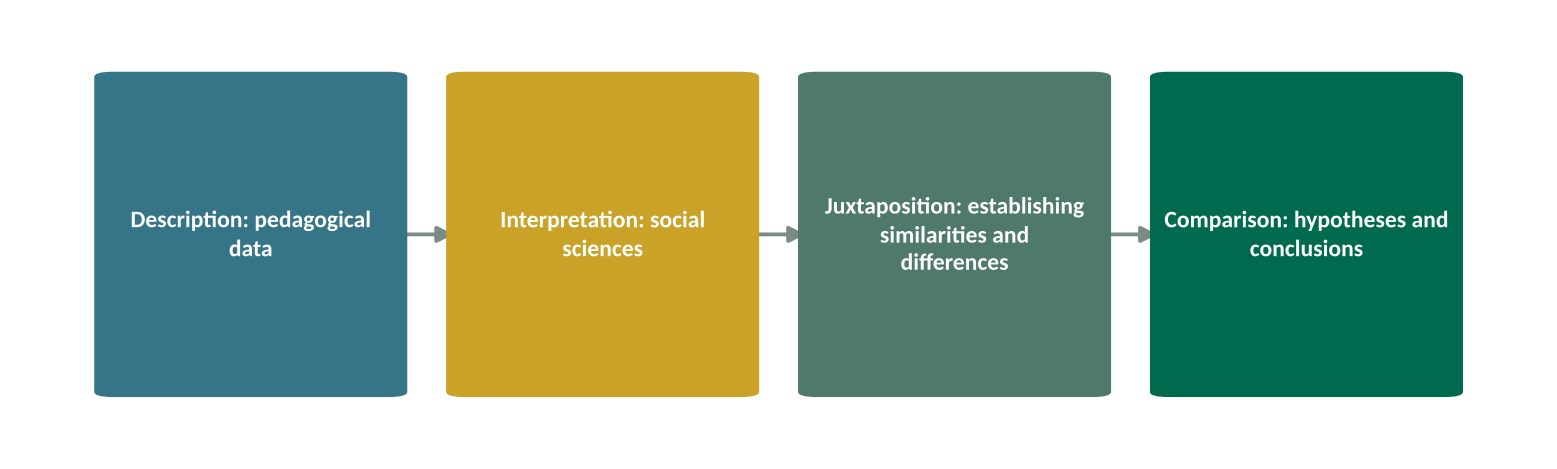 Description: pedagogical
data
Interpretation: social
sciences
Juxtaposition: establishing
similarities and
differences
Comparison: hypotheses and
conclusions